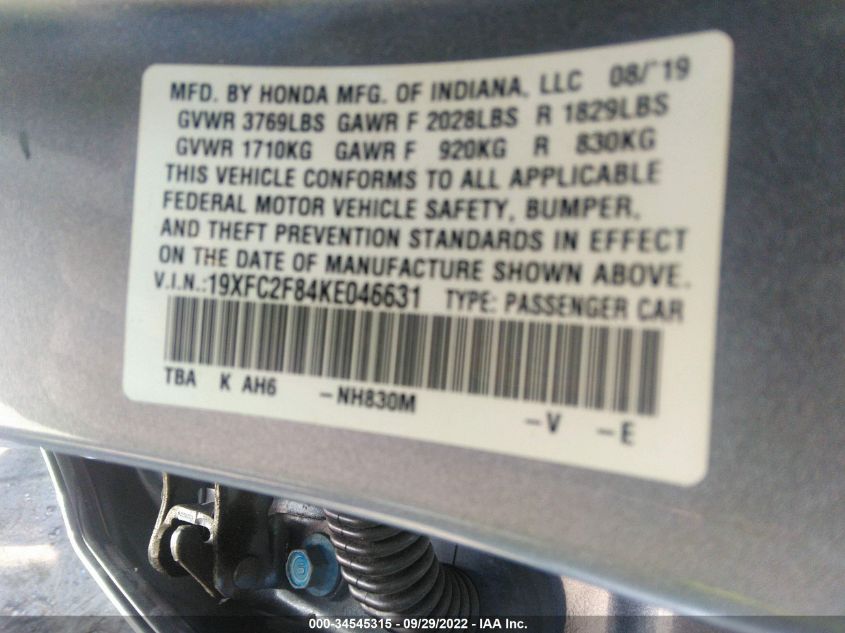 MFD. BY HONDA MFG. OF INDIANA, LLC 08/'19
GVWR 3769LBS GAWR F 2028LBS R 1829LBS
GVWR 1710KG GAWR F 920KG R 830KG
THIS VEHICLE CONFORMS TO ALL APPLICABLE
FEDERAL MOTOR VEHICLE SAFETY, BUMPER,
AND THEFT PREVENTION STANDARDS IN EFFECT
ON THE DATE OF MANUFACTURE SHOWN ABOVE.
V.I.N.:19XFC2F84KE046631 TYPE: PASSENGER CAR
TBA K AH6 -NH830M -V -E
000-34545315 - 09/29/2022 - IAA Inc.